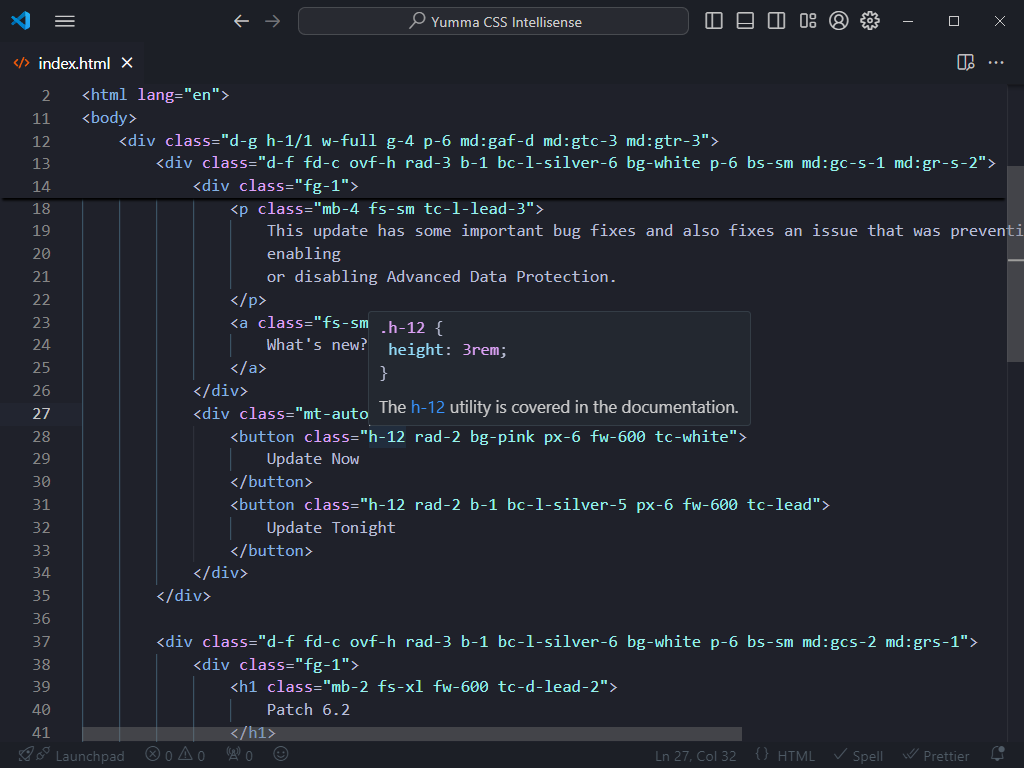 Yumma CSS Intellisense
</> index.html
2 <html lang="en">
11 <body>
12 <div class="d-g h-1/1 w-full g-4 p-6 md:gaf-d md:gtc-3 md:gtr-3">
13 <div class="d-f fd-c ovf-h rad-3 b-1 bc-l-silver-6 bg-white p-6 bs-sm md:gc-s-1 md:gr-s-2">
14 <div class="fg-1">
18 <p class="mb-4 fs-sm tc-l-lead-3">
19 This update has some important bug fixes and also fixes an issue that was preventi
20 enabling
21 or disabling Advanced Data Protection.
22 </p>
23 <a class="fs-sm
24 What's new?
25 </a>
26 </div>
27 <div class="mt-auto
.h-12 {
height: 3rem;
}
The h-12 utility is covered in the documentation.
28 <button class="h-12 rad-2 bg-pink px-6 fw-600 tc-white">
29 Update Now
30 </button>
31 <button class="h-12 rad-2 b-1 bc-l-silver-5 px-6 fw-600 tc-lead">
32 Update Tonight
33 </button>
34 </div>
35 </div>
36
37 <div class="d-f fd-c ovf-h rad-3 b-1 bc-l-silver-6 bg-white p-6 bs-sm md:gcs-2 md:grs-1">
38 <div class="fg-1">
39 <h1 class="mb-2 fs-xl fw-600 tc-d-lead-2">
40 Patch 6.2
41 </h1>
Launchpad 0 0 0 Ln 27, Col 32 {} HTML Spell Prettier